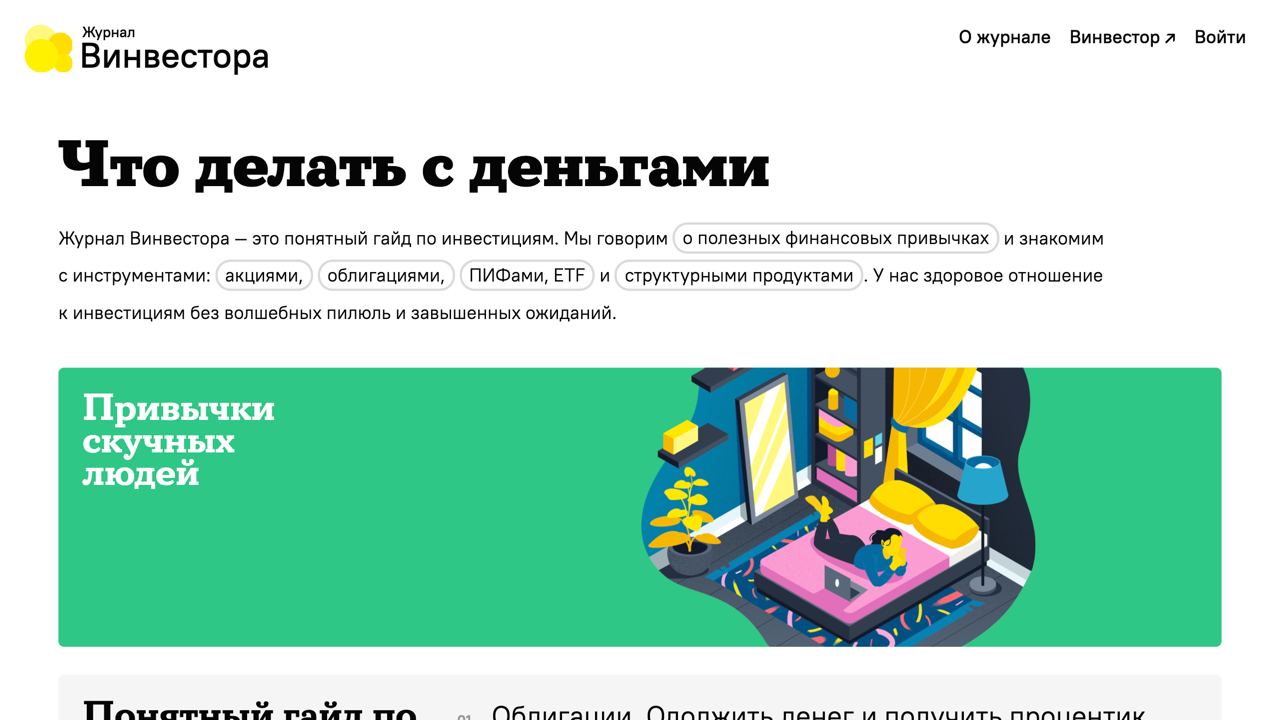 Журнал
Винвестора
О журнале Винвестор ↗ Войти
Что делать с деньгами
Журнал Винвестора — это понятный гайд по инвестициям. Мы говорим о полезных финансовых привычках и знакомим
с инструментами: акциями, облигациями, ПИФами, ETF и структурными продуктами. У нас здоровое отношение
к инвестициям без волшебных пилюль и завышенных ожиданий.
Привычки
скучных
людей
Понятный гайд по
01 Облигации. Одолжить денег и получить процентик